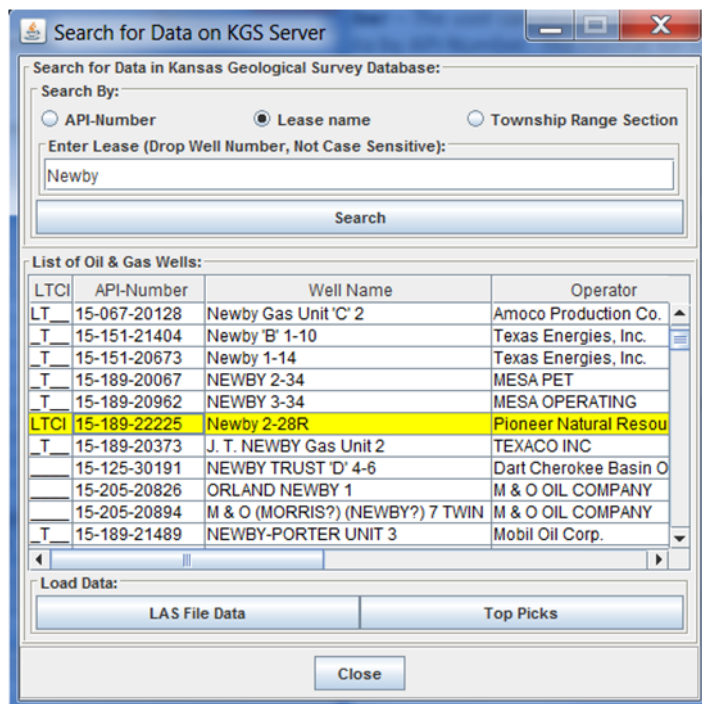 Search for Data on KGS Server
Search for Data in Kansas Geological Survey Database:
Search By:
API-Number Lease name Township Range Section
Enter Lease (Drop Well Number, Not Case Sensitive):
Newby
Search
List of Oil & Gas Wells:
LTCI API-Number Well Name Operator
LT__ 15-067-20128 Newby Gas Unit 'C' 2 Amoco Production Co.
_T__ 15-151-21404 Newby 'B' 1-10 Texas Energies, Inc.
_T__ 15-151-20673 Newby 1-14 Texas Energies, Inc.
_T__ 15-189-20067 NEWBY 2-34 MESA PET
_T__ 15-189-20962 NEWBY 3-34 MESA OPERATING
LTCI 15-189-22225 Newby 2-28R Pioneer Natural Resou
_T__ 15-189-20373 J. T. NEWBY Gas Unit 2 TEXACO INC
____ 15-125-30191 NEWBY TRUST 'D' 4-6 Dart Cherokee Basin O
____ 15-205-20826 ORLAND NEWBY 1 M & O OIL COMPANY
____ 15-205-20894 M & O (MORRIS?) (NEWBY?) 7 TWIN M & O OIL COMPANY
_T__ 15-189-21489 NEWBY-PORTER UNIT 3 Mobil Oil Corp.
Load Data:
LAS File Data Top Picks
Close